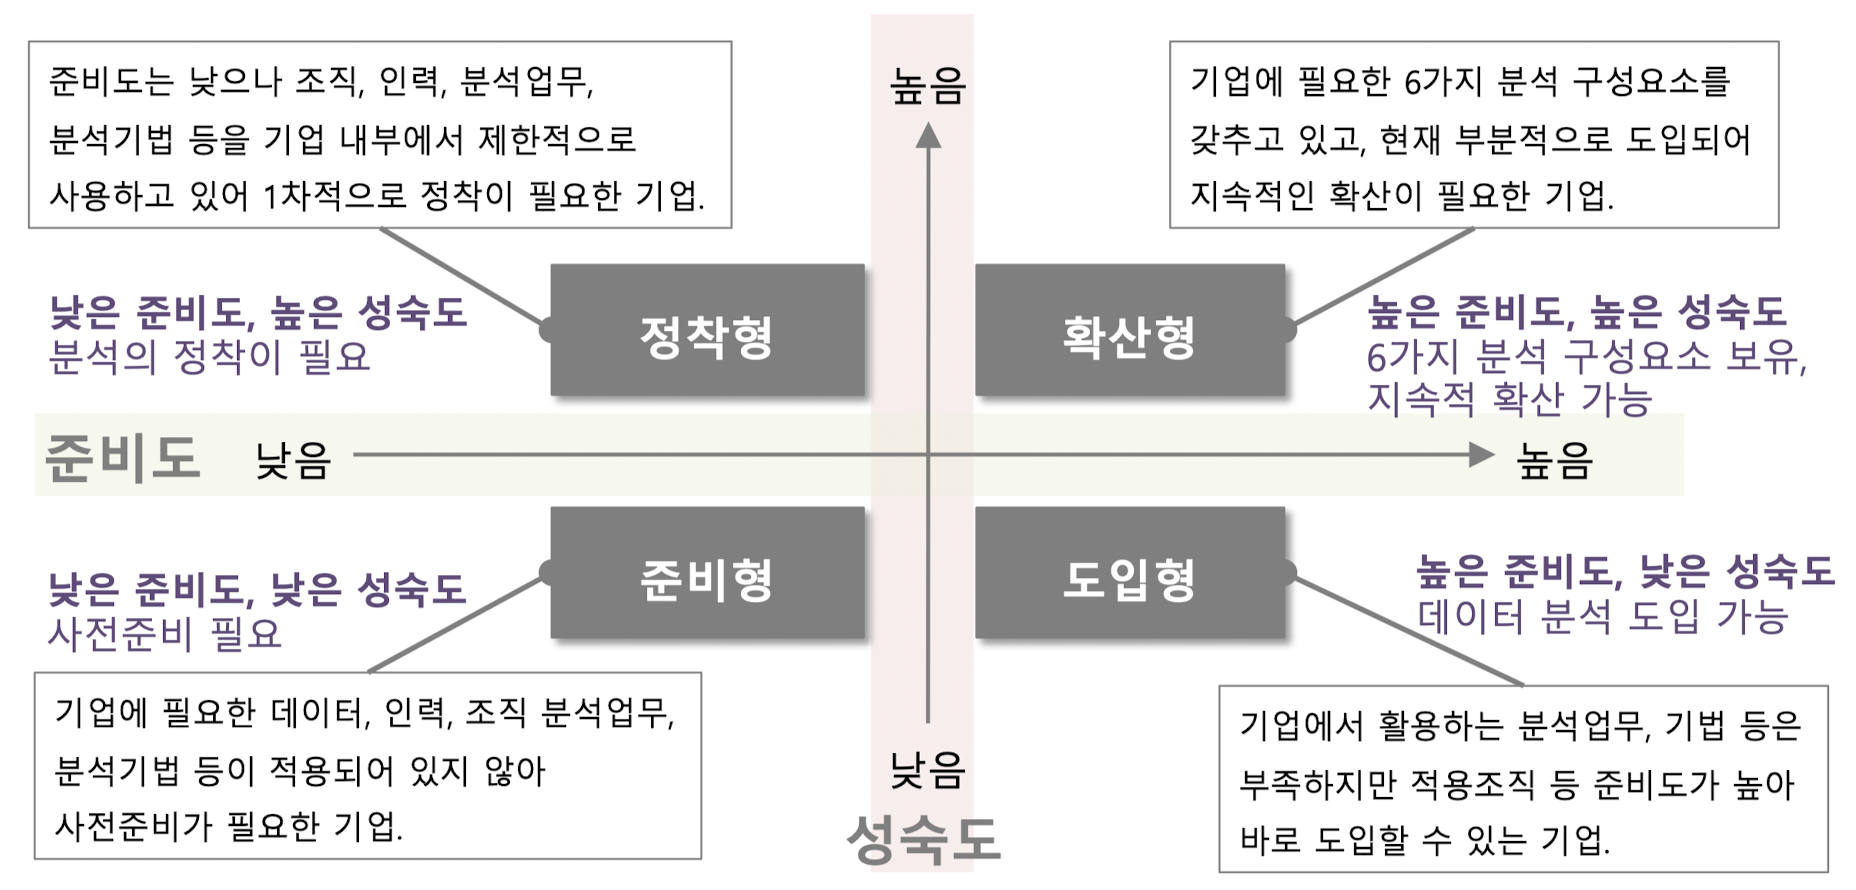 준비도는 낮으나 조직, 인력, 분석업무,
분석기법 등을 기업 내부에서 제한적으로
사용하고 있어 1차적으로 정착이 필요한 기업.
높음
기업에 필요한 6가지 분석 구성요소를
갖추고 있고, 현재 부분적으로 도입되어
지속적인 확산이 필요한 기업.
낮은 준비도, 높은 성숙도
분석의 정착이 필요
정착형
확산형
높은 준비도, 높은 성숙도
6가지 분석 구성요소 보유,
지속적 확산 가능
준비도
낮음
높음
낮은 준비도, 낮은 성숙도
사전준비 필요
준비형
도입형
높은 준비도, 낮은 성숙도
데이터 분석 도입 가능
기업에 필요한 데이터, 인력, 조직 분석업무,
분석기법 등이 적용되어 있지 않아
사전준비가 필요한 기업.
낮음
성숙도
기업에서 활용하는 분석업무, 기법 등은
부족하지만 적용조직 등 준비도가 높아
바로 도입할 수 있는 기업.